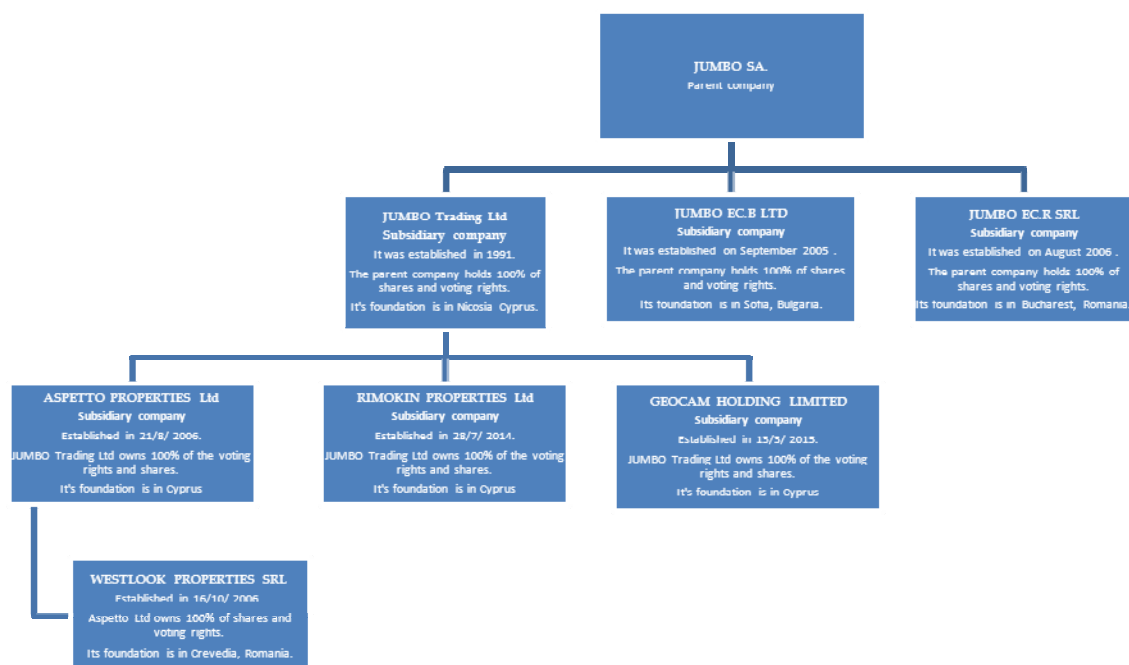 JUMBO SA.
Parent company
JUMBO Trading Ltd
Subsidiary company
It was established in 1991.
The parent company holds 100% of
shares and voting rights.
It's foundation is in Nicosia Cyprus.
JUMBO EC.B LTD
Subsidiary company
It was established on September 2005 .
The parent company holds 100% of shares
and voting rights.
Its foundation is in Sofia, Bulgaria.
JUMBO EC.R SRL
Subsidiary company
It was established on August 2006 .
The parent company holds 100% of
shares and voting rights.
Its foundation is in Bucharest, Romania.
ASPETTO PROPERTIES Ltd
Subsidiary company
Established in 21/8/ 2006.
JUMBO Trading Ltd owns 100% of the voting
rights and shares.
It's foundation is in Cyprus
RIMOKIN PROPERTIES Ltd
Subsidiary company
Established in 28/7/ 2014.
JUMBO Trading Ltd owns 100% of the voting
rights and shares.
It's foundation is in Cyprus
GEOCAM HOLDING LIMITED
Subsidiary company
Established in
JUMBO Trading Ltd owns 100% of the voting
rights and shares.
It's foundation is in Cyprus
WESTLOOK PROPERTIES SRL
Established in 16/10/ 2006
Aspetto Ltd owns 100% of shares and
voting rights.
Its foundation is in Crevedia, Romania.